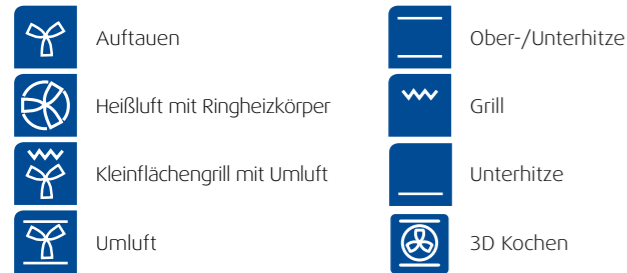 Auftauen
Heißluft mit Ringheizkörper
Kleinflächengrill mit Umluft
Umluft
Ober-/Unterhitze
Grill
Unterhitze
3D Kochen